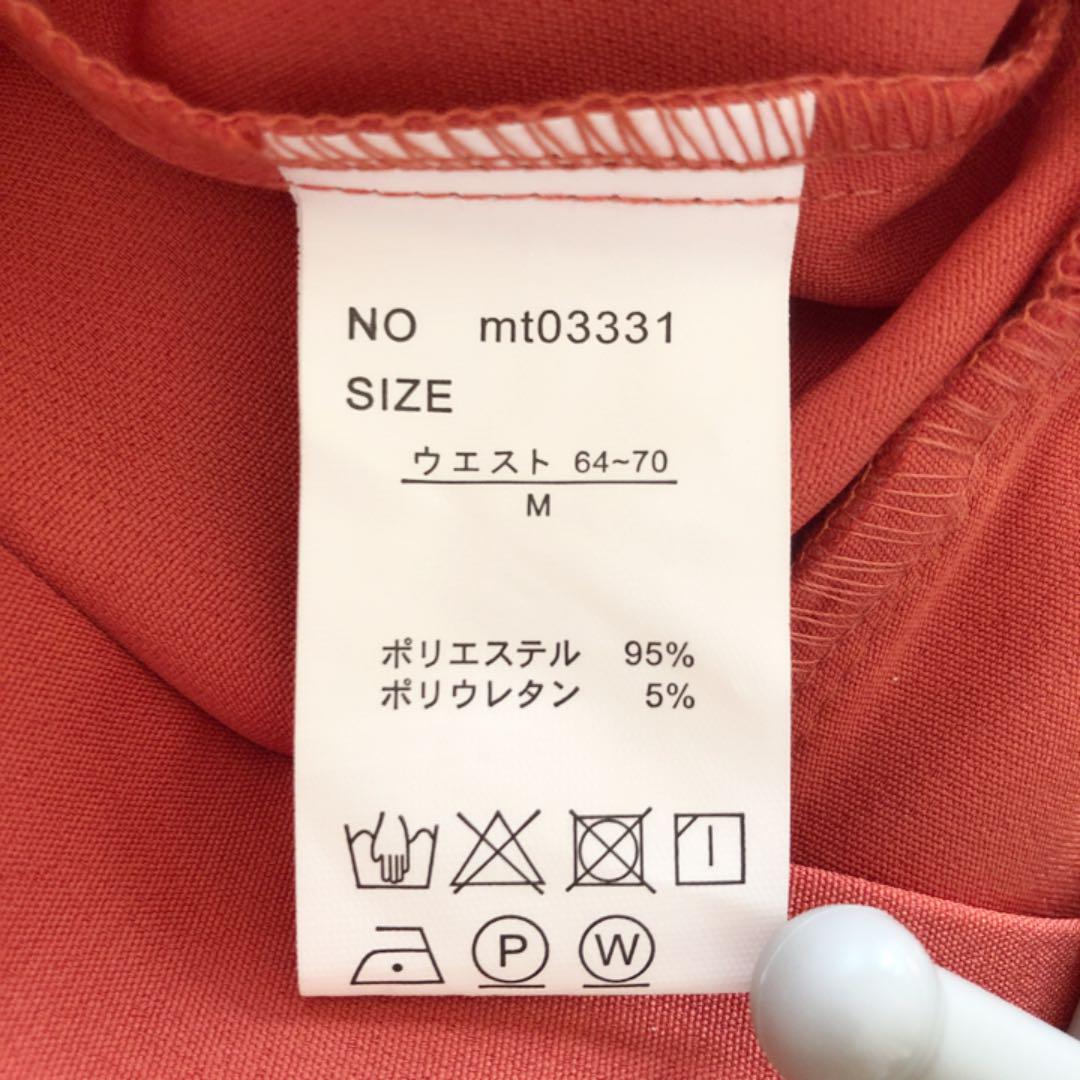 NO mt03331
SIZE
ウエスト 64~70
M
ポリエステル 95%
ポリウレタン 5%
P W